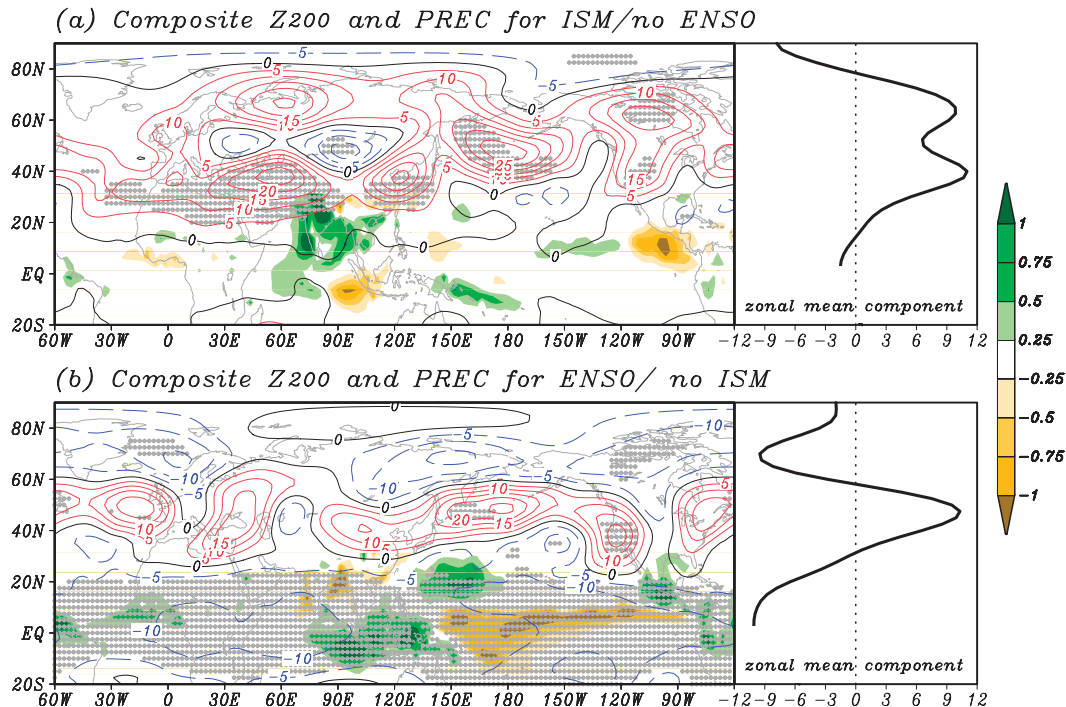 (a) Composite Z200 and PREC for ISM/no ENSO
80N
60N
40N
20N
EQ
20S
60W 30W 0 30E 60E 90E 120E 150E 180 150W 120W 90W
zonal mean component
-12 -9 -6 -3 0 3 6 9 12
(b) Composite Z200 and PREC for ENSO/ no ISM
80N
60N
40N
20N
EQ
20S
60W 30W 0 30E 60E 90E 120E 150E 180 150W 120W 90W
zonal mean component
-12 -9 -6 -3 0 3 6 9 12
1
0.75
0.5
0.25
-0.25
-0.5
-0.75
-1